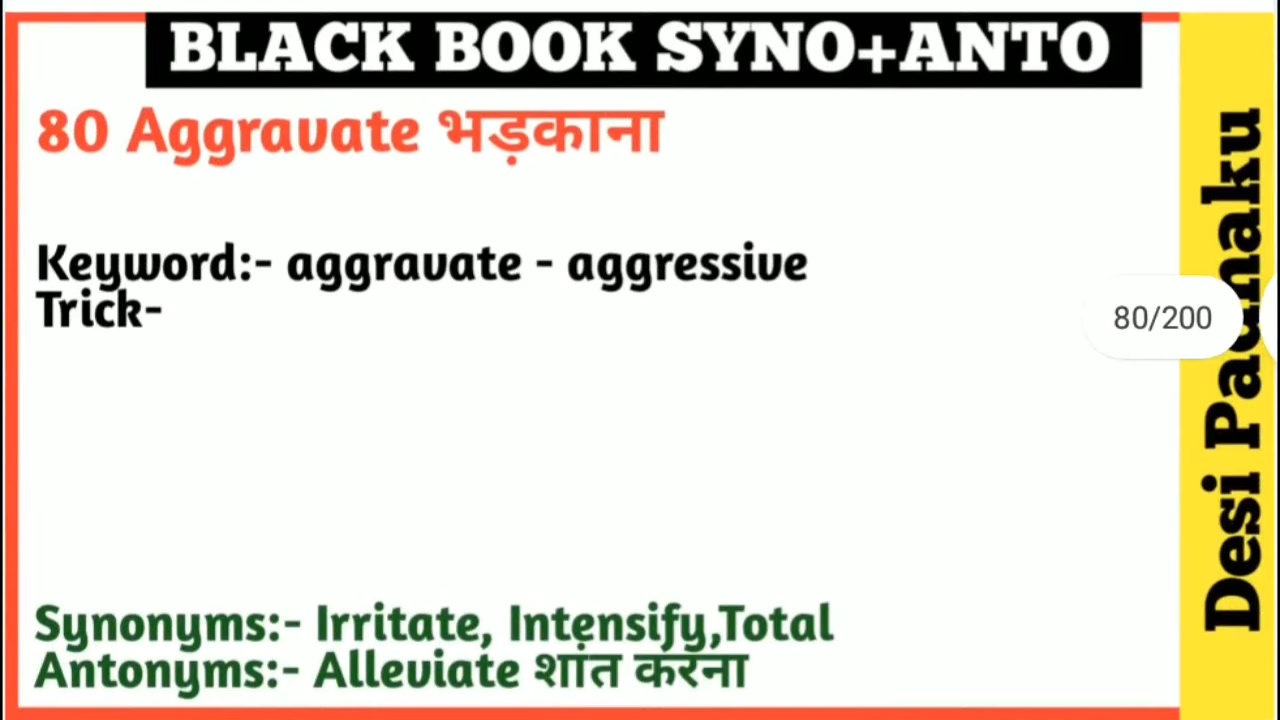 BLACK BOOK SYNO+ANTO
80 Aggravate भड़काना
Keyword:- aggravate - aggressive
Trick-
80/200
Synonyms:- Irritate, Intensify,Total
Antonyms:- Alleviate शांत करना
Desi